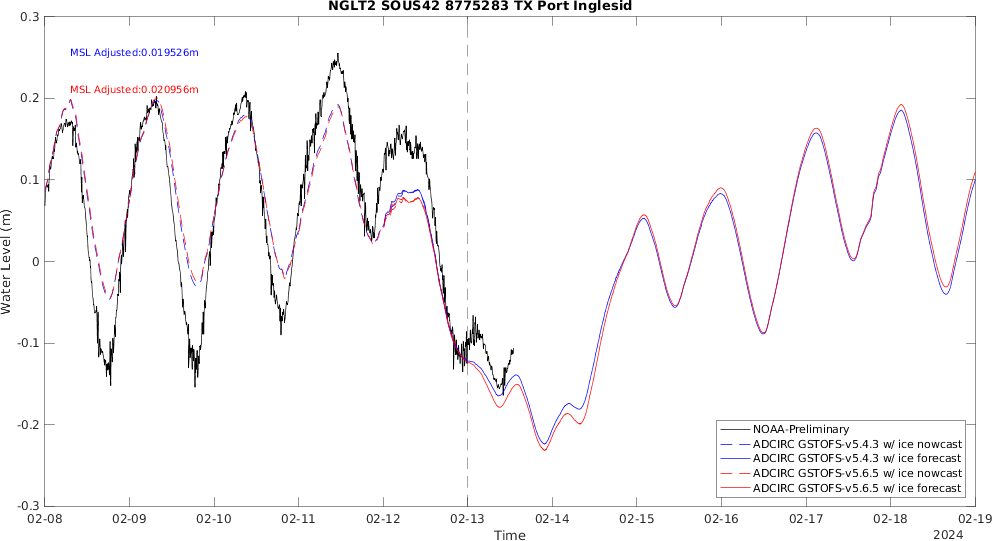 NGLT2 SOUS42 8775283 TX Port Inglesid
MSL Adjusted:0.019526m
MSL Adjusted:0.020956m
Water Level (m)
0.3
0.2
0.1
0
-0.1
-0.2
-0.3
NOAA-Preliminary
ADCIRC GSTOFS-v5.4.3 w/ ice nowcast
ADCIRC GSTOFS-v5.4.3 w/ ice forecast
ADCIRC GSTOFS-v5.6.5 w/ ice nowcast
ADCIRC GSTOFS-v5.6.5 w/ ice forecast
02-08 02-09 02-10 02-11 02-12 02-13 02-14 02-15 02-16 02-17 02-18 02-19
Time
2024